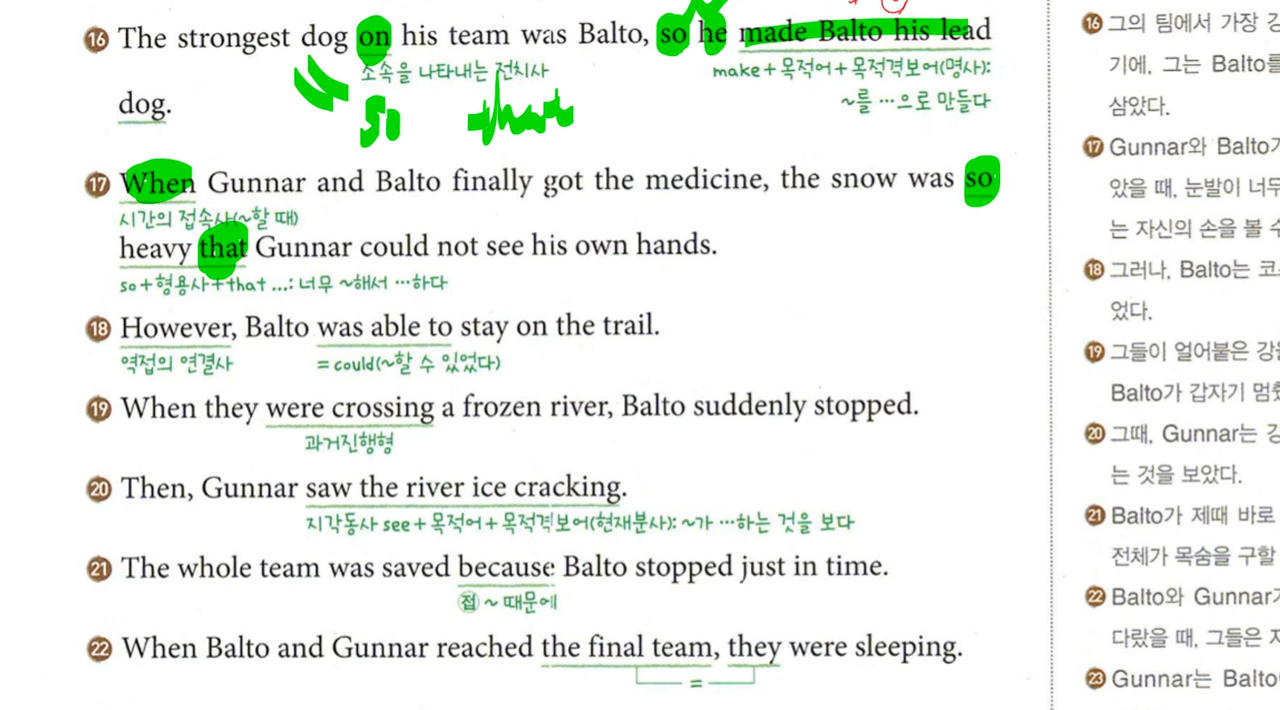 ⑯ The strongest dog on his team was Balto, so he made Balto his lead
소속을 나타내는 전치사
make+목적어+목적격보어(명사):
~를 …으로 만들다
dog.
so that
⑰ When Gunnar and Balto finally got the medicine, the snow was so
시간의 접속사(~할 때)
heavy that Gunnar could not see his own hands.
so+형용사+that …: 너무 ~해서 …하다
⑱ However, Balto was able to stay on the trail.
역접의 연결사
=could(~할 수 있었다)
⑲ When they were crossing a frozen river, Balto suddenly stopped.
과거진행형
⑳ Then, Gunnar saw the river ice cracking.
지각동사 see+목적어+목적격보어(현재분사): ~가 …하는 것을 보다
㉑ The whole team was saved because Balto stopped just in time.
접 ~ 때문에
㉒ When Balto and Gunnar reached the final team, they were sleeping.
=
⑯ 그의 팀에서 가장
기에, 그는 Balto를
삼았다.
⑰ Gunnar와 Balto가
았을 때, 눈발이 너무
는 자신의 손을 볼
⑱ 그러나, Balto는
었다.
⑲ 그들이 얼어붙은
Balto가 갑자기
⑳ 그때, Gunnar는
는 것을 보았다.
㉑ Balto가 제때 바로
전체가 목숨을 구할
㉒ Balto와 Gunnar가
다랐을 때, 그들은
㉓ Gunnar는